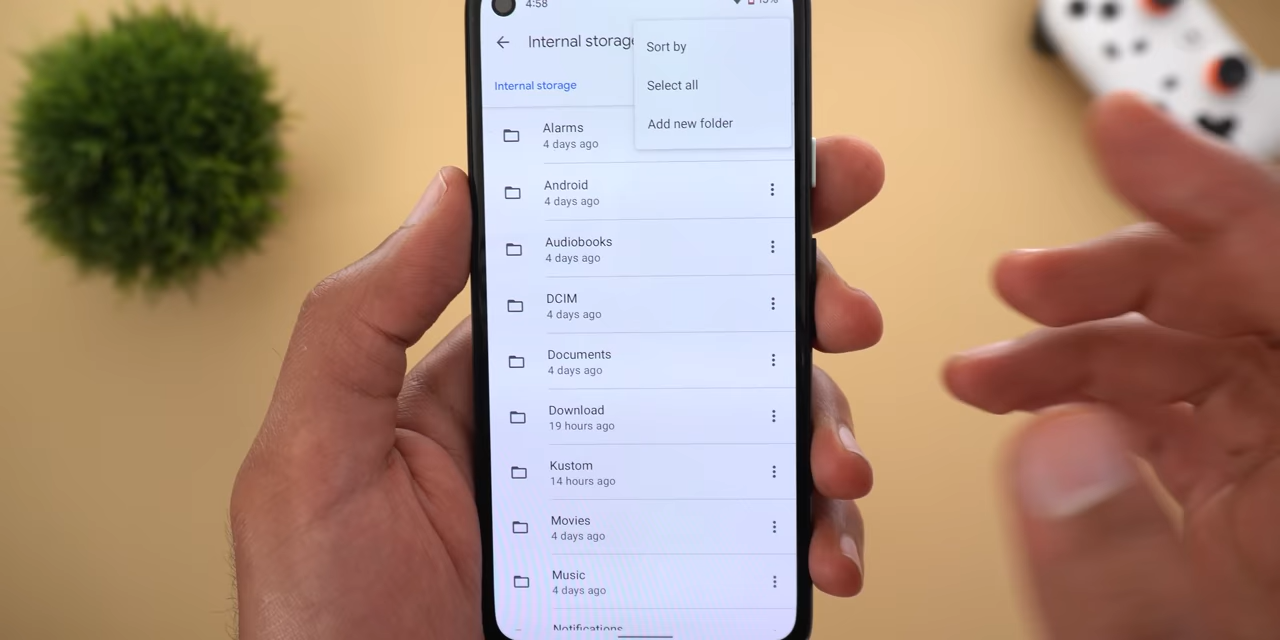 4:58
Internal storage
Sort by
Select all
Add new folder
Internal storage
Alarms
4 days ago
Android
4 days ago
Audiobooks
4 days ago
DCIM
4 days ago
Documents
4 days ago
Download
19 hours ago
Kustom
14 hours ago
Movies
4 days ago
Music
4 days ago
Notifications